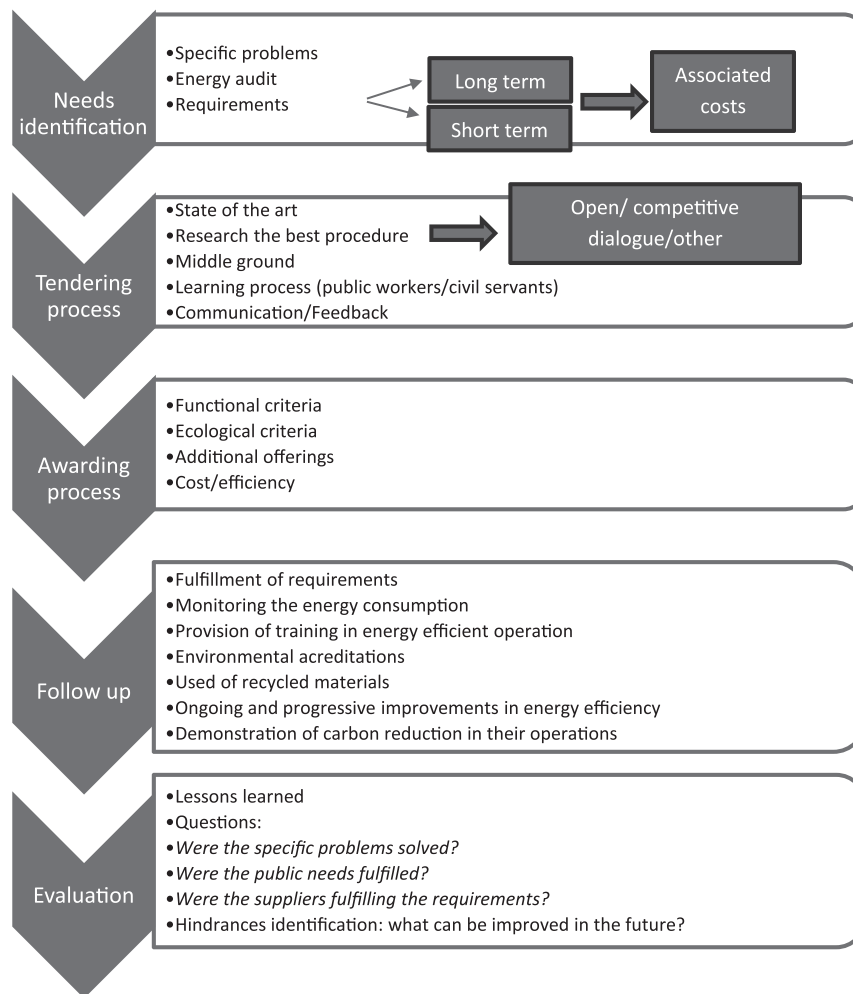 Needs
identification
•Specific problems
•Energy audit
•Requirements
Long term
Short term
Associated
costs
Tendering
process
•State of the art
•Research the best procedure
•Middle ground
•Learning process (public workers/civil servants)
•Communication/Feedback
Open/ competitive
dialogue/other
Awarding
process
•Functional criteria
•Ecological criteria
•Additional offerings
•Cost/efficiency
Follow up
•Fulfillment of requirements
•Monitoring the energy consumption
•Provision of training in energy efficient operation
•Environmental acreditations
•Used of recycled materials
•Ongoing and progressive improvements in energy efficiency
•Demonstration of carbon reduction in their operations
Evaluation
•Lessons learned
•Questions:
•Were the specific problems solved?
•Were the public needs fulfilled?
•Were the suppliers fulfilling the requirements?
•Hindrances identification: what can be improved in the future?